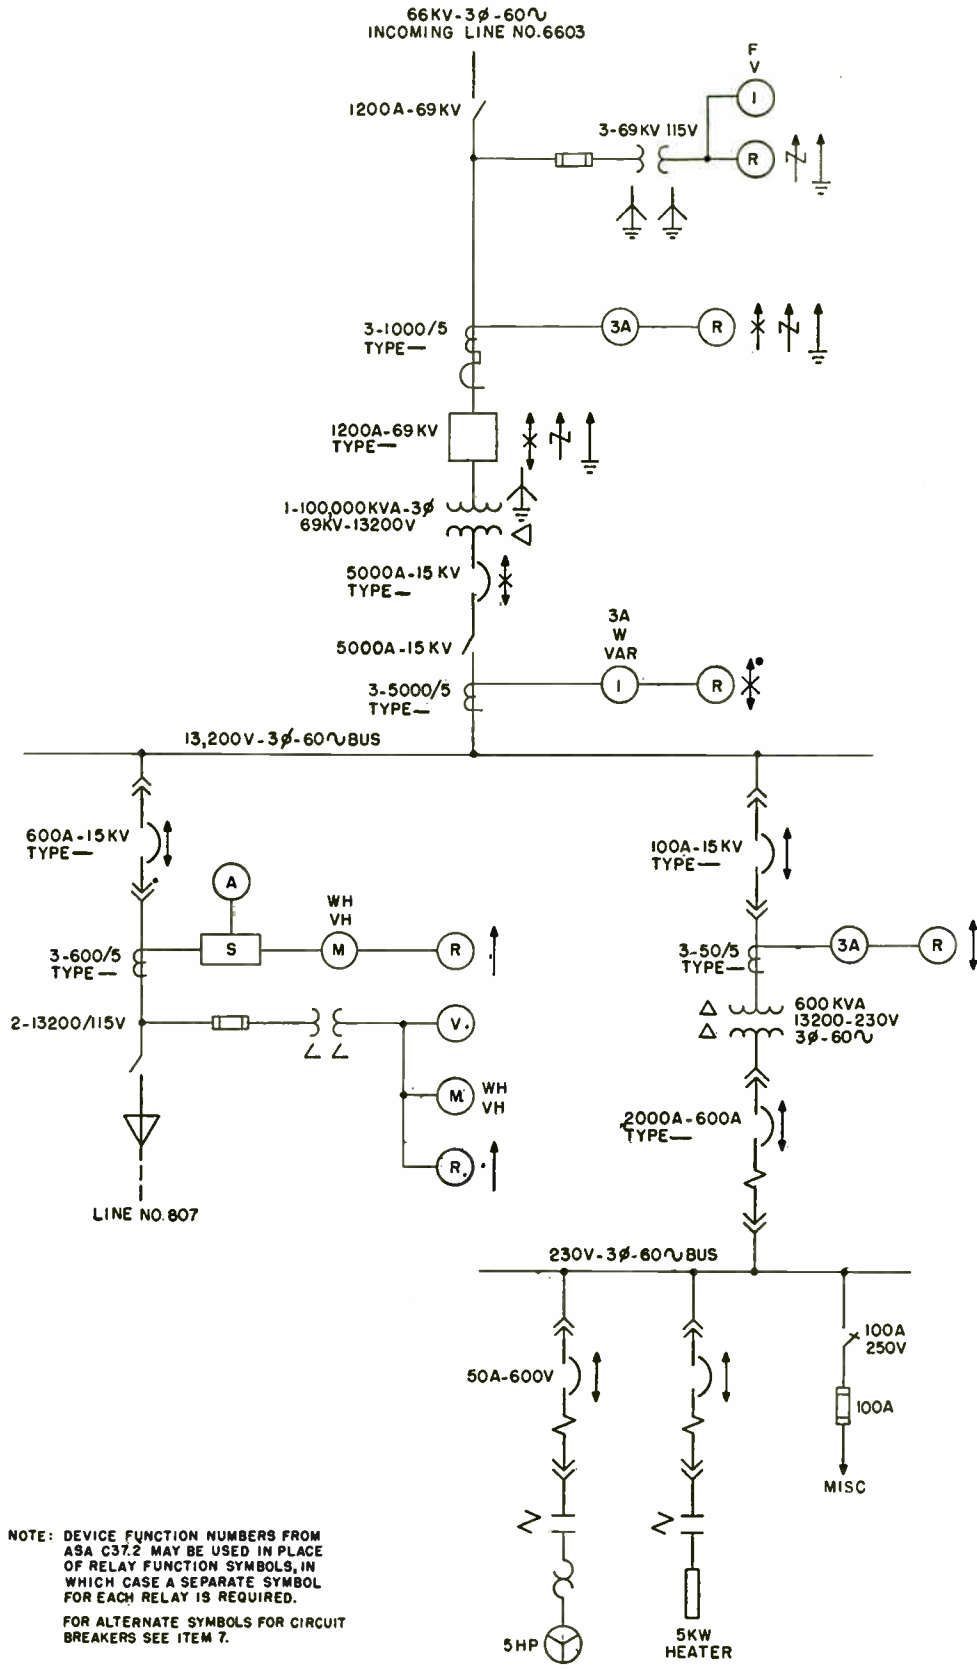 66KV-3ø-60∿
INCOMING LINE NO.6603
F
V
I
1200A-69KV
3-69KV 115V
R
3-1000/5
TYPE—
3A
R
1200A-69KV
TYPE—
1-100,000KVA-3ø
69KV-13200V
5000A-15KV
TYPE—
3A
W
VAR
5000A-15KV
I
R
3-5000/5
TYPE—
13,200V-3ø-60∿BUS
600A-15KV
TYPE—
100A-15KV
TYPE—
A
WH
VH
S
M
R
3-600/5
TYPE—
3-50/5
TYPE—
3A
R
2-13200/115V
V.
600KVA
13200-230V
3ø-60∿
M.
WH
VH
2000A-600A
TYPE—
R.
LINE NO.807
230V-3ø-60∿BUS
100A
250V
50A-600V
100A
MISC
NOTE: DEVICE FUNCTION NUMBERS FROM
ASA C37.2 MAY BE USED IN PLACE
OF RELAY FUNCTION SYMBOLS, IN
WHICH CASE A SEPARATE SYMBOL
FOR EACH RELAY IS REQUIRED.
FOR ALTERNATE SYMBOLS FOR CIRCUIT
BREAKERS SEE ITEM 7.
5HP
5KW
HEATER